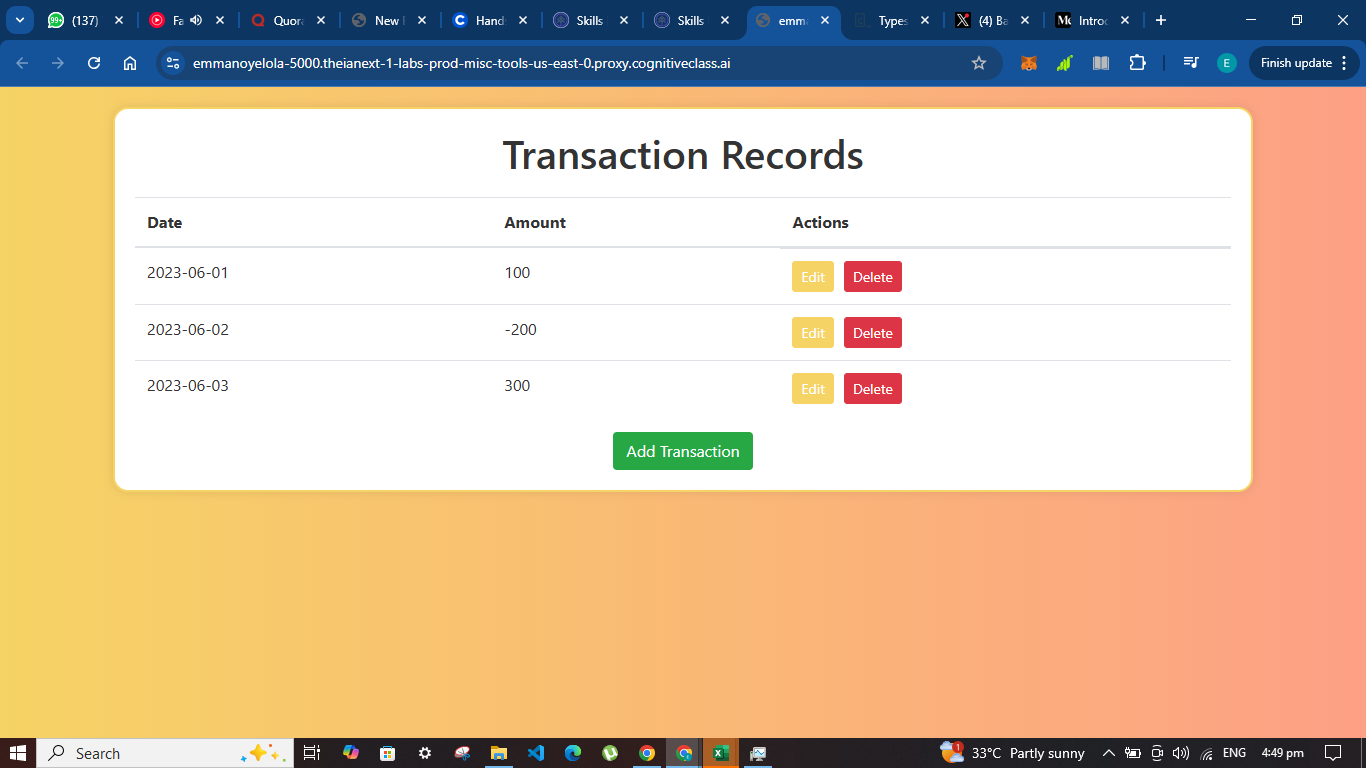 99+ (137) Fa Quora New Hands Skills Skills emma Types (4) Ba Introd
emmanoyelola-5000.theianext-1-labs-prod-misc-tools-us-east-0.proxy.cognitiveclass.ai E Finish update
Transaction Records
Date Amount Actions
2023-06-01 100 Edit Delete
2023-06-02 -200 Edit Delete
2023-06-03 300 Edit Delete
Add Transaction
Search 1 33°C Partly sunny ENG 4:49 pm